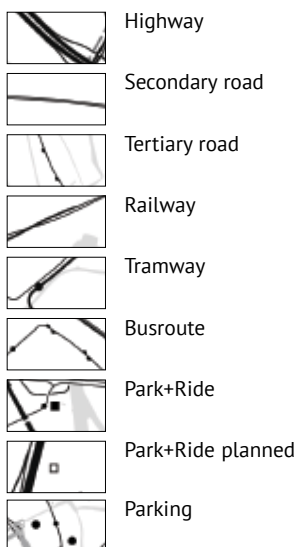 Highway
Secondary road
Tertiary road
Railway
Tramway
Busroute
Park+Ride
Park+Ride planned
Parking